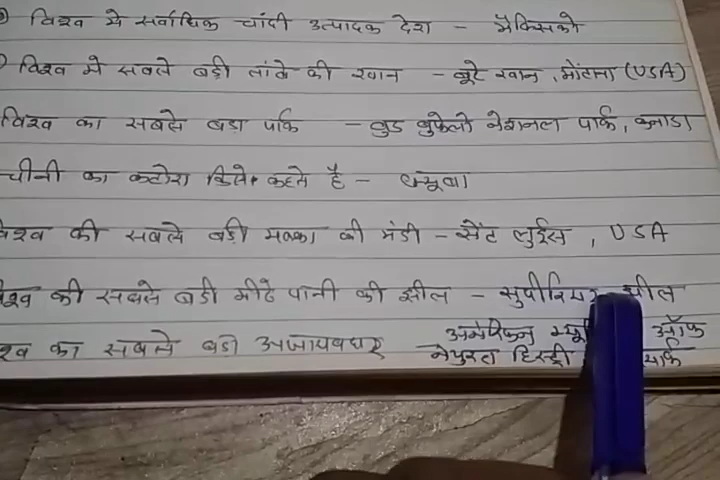 विश्व मे सर्वाधिक चांदी उत्पादक देश – मैक्सिको
विश्व मे सबसे बड़ी तांबे की खान – बूटे खान, मोंटाना (USA)
विश्व का सबसे बडा पार्क – वुड बुफेलो नेशनल पार्क, कनाडा
चीनी का कटोरा किसे कहते है – क्यूबा
की सबसे बड़ी मक्का की मंडी – सेंट लुईस, USA
की सबसे बड़ी मीठे पानी की झील – सुपीरियर झील
का सबसे बडा अजायबघर अमेरिकन ऑफ
नेचुरल हिस्ट्री